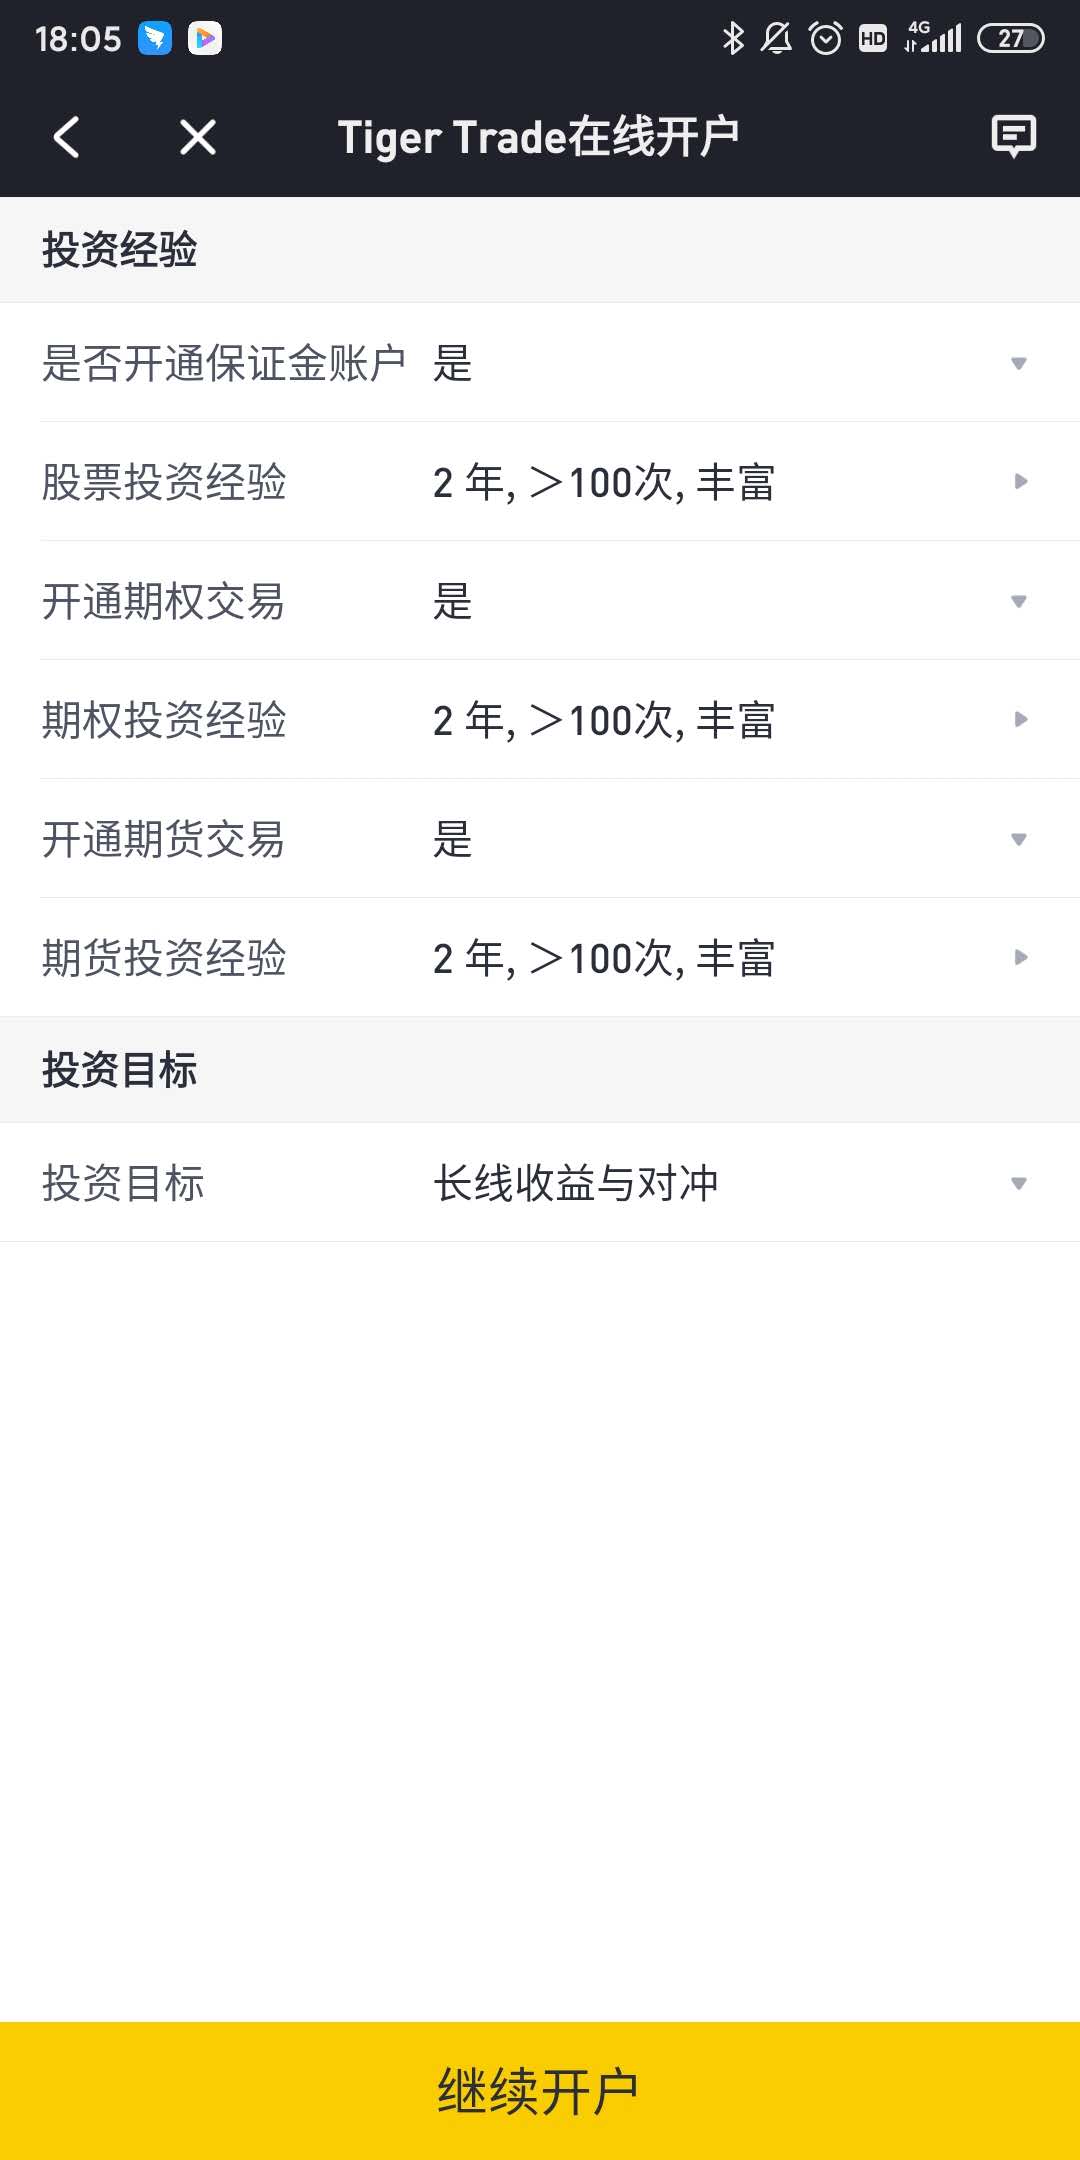 18:05 HD 4G 27
Tiger Trade在线开户
投资经验
是否开通保证金账户 是
股票投资经验 2 年, ＞100次, 丰富
开通期权交易 是
期权投资经验 2 年, ＞100次, 丰富
开通期货交易 是
期货投资经验 2 年, ＞100次, 丰富
投资目标
投资目标 长线收益与对冲
继续开户